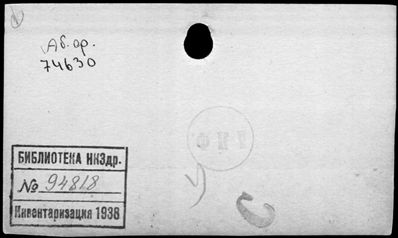 Аб. ор.
74630
БИБЛИОТЕКА НКЗдр.
№ 94818
Инвентаризация 1938